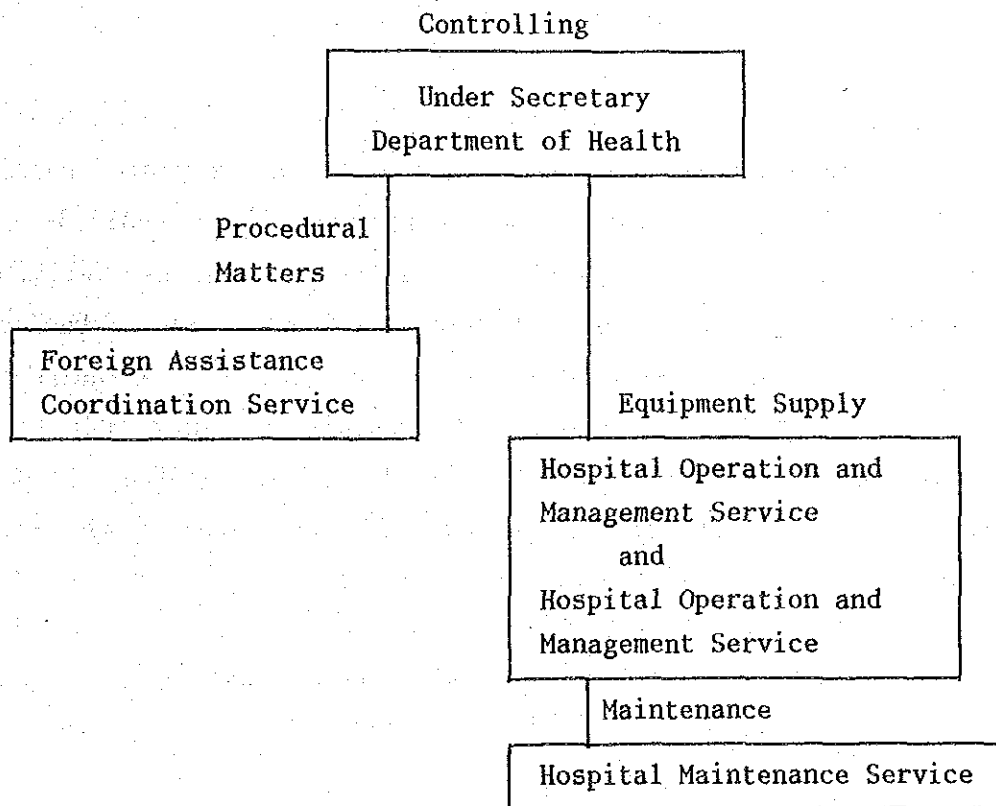 Controlling
Under Secretary
Department of Health
Procedural
Matters
Foreign Assistance
Coordination Service
Equipment Supply
Hospital Operation and
Management Service
and
Hospital Operation and
Management Service
Maintenance
Hospital Maintenance Service